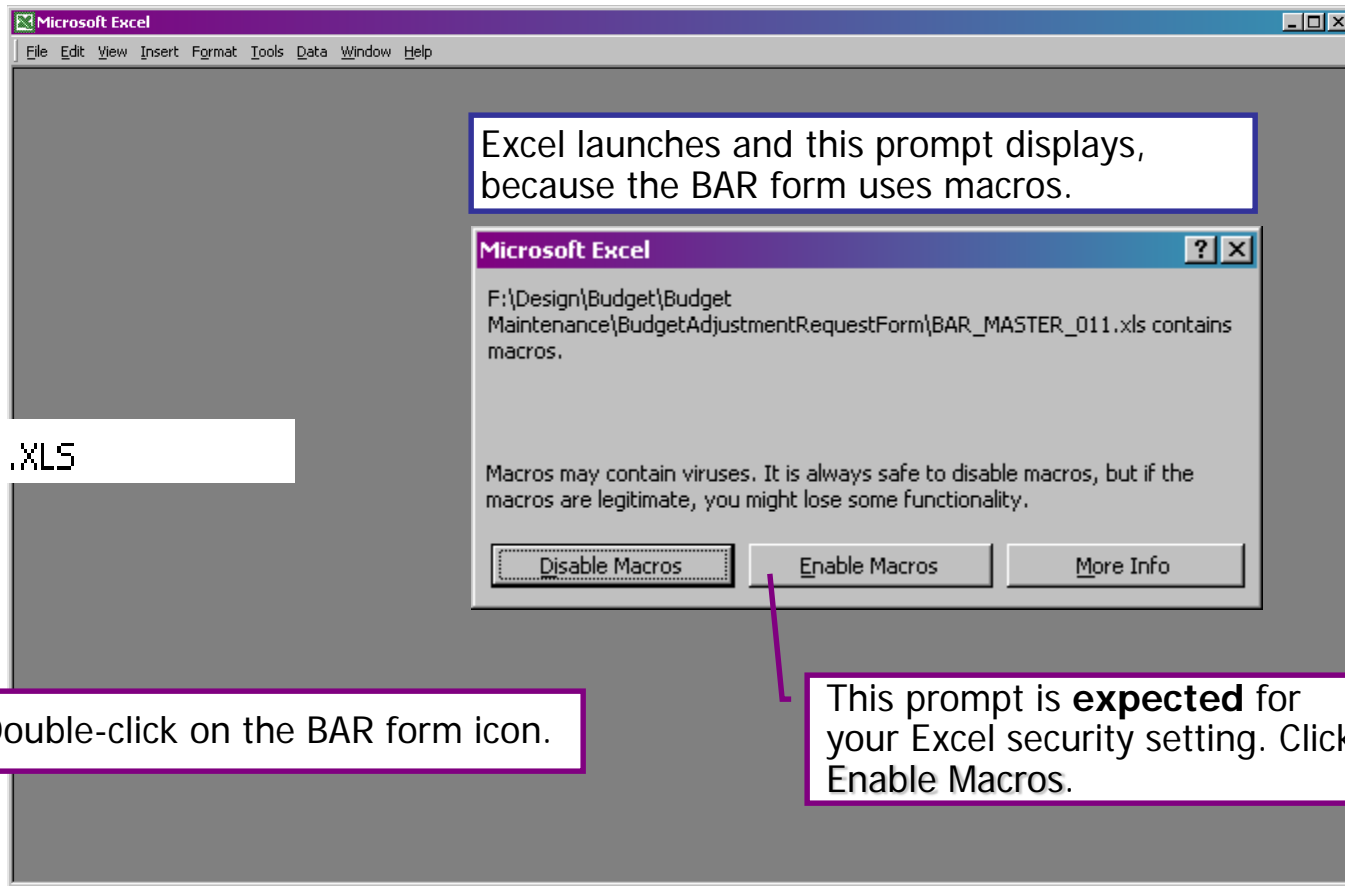 Microsoft Excel
File Edit View Insert Format Tools Data Window Help
Excel launches and this prompt displays,
because the BAR form uses macros.
Microsoft Excel
F:\Design\Budget\Budget
Maintenance\BudgetAdjustmentRequestForm\BAR_MASTER_011.xls contains
macros.
.XLS
Macros may contain viruses. It is always safe to disable macros, but if the
macros are legitimate, you might lose some functionality.
Disable Macros Enable Macros More Info
Double-click on the BAR form icon.
This prompt is expected for
your Excel security setting. Click
Enable Macros.